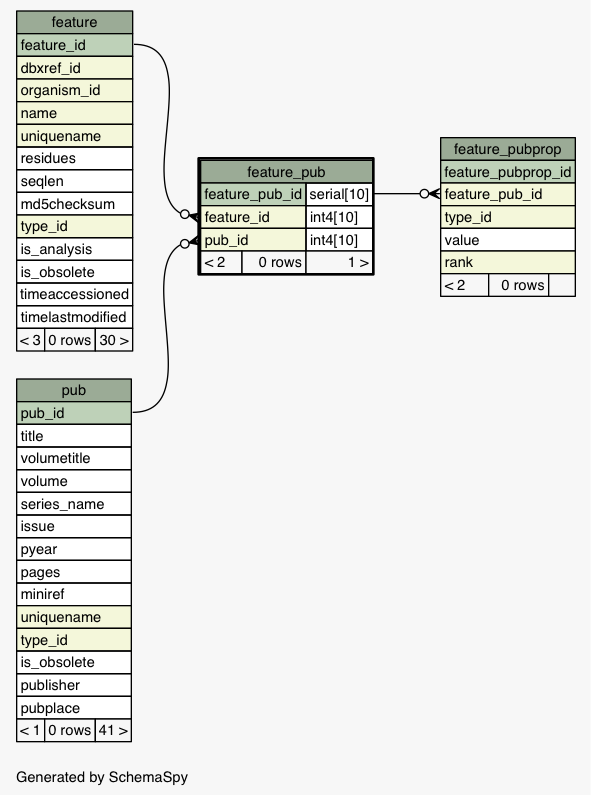 feature
feature_id
dbxref_id
organism_id
name
uniquename
residues
seqlen
md5checksum
type_id
is_analysis
is_obsolete
timeaccessioned
timelastmodified
< 3 0 rows 30 >
feature_pub
feature_pub_id serial[10]
feature_id int4[10]
pub_id int4[10]
< 2 0 rows 1 >
feature_pubprop
feature_pubprop_id
feature_pub_id
type_id
value
rank
< 2 0 rows
pub
pub_id
title
volumetitle
volume
series_name
issue
pyear
pages
miniref
uniquename
type_id
is_obsolete
publisher
pubplace
< 1 0 rows 41 >
Generated by SchemaSpy